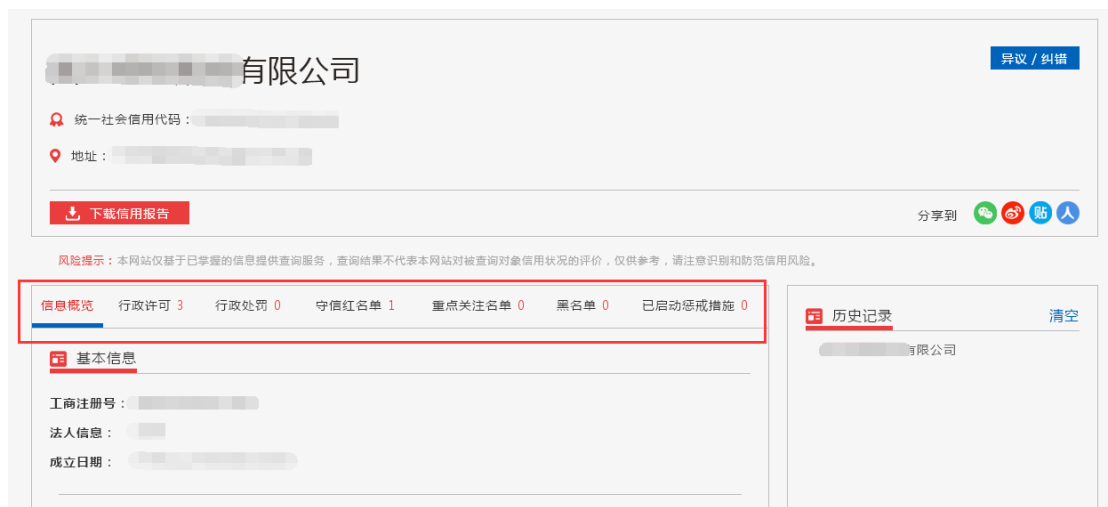 有限公司
异议 / 纠错
统一社会信用代码：
地址：
下载信用报告
分享到
贴
风险提示：本网站仅基于已掌握的信息提供查询服务，查询结果不代表本网站对被查询对象信用状况的评价，仅供参考，请注意识别和防范信用风险。
信息概览 行政许可 3 行政处罚 0 守信红名单 1 重点关注名单 0 黑名单 0 已启动惩戒措施 0
历史记录 清空
有限公司
基本信息
工商注册号：
法人信息：
成立日期：